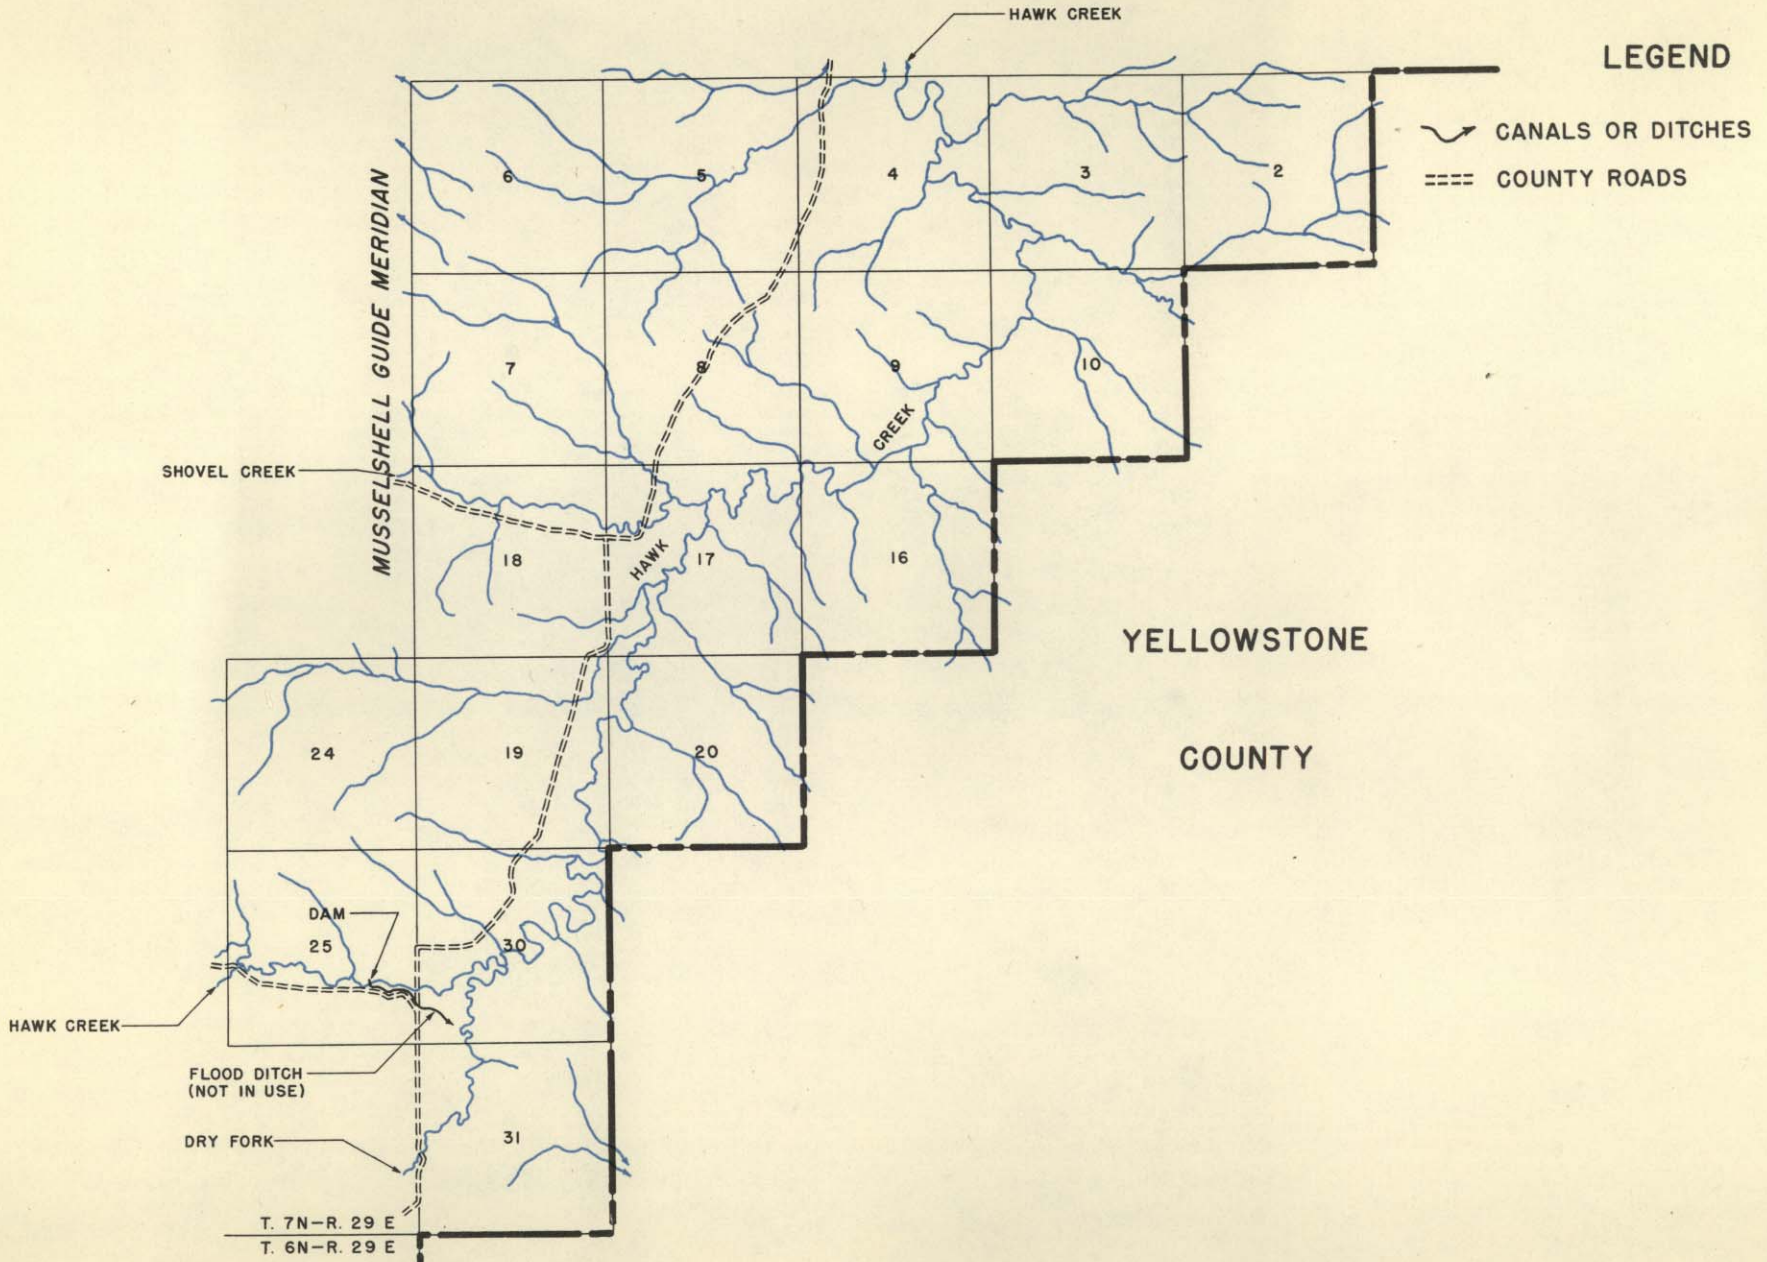 HAWK CREEK
LEGEND
CANALS OR DITCHES
COUNTY ROADS
MUSSELSHELL GUIDE MERIDIAN
6
5
4
3
2
7
8
9
10
CREEK
SHOVEL CREEK
18
HAWK
17
16
YELLOWSTONE
COUNTY
24
19
20
DAM
25
30
HAWK CREEK
FLOOD DITCH
(NOT IN USE)
DRY FORK
31
T. 7N-R. 29 E
T. 6N-R. 29 E